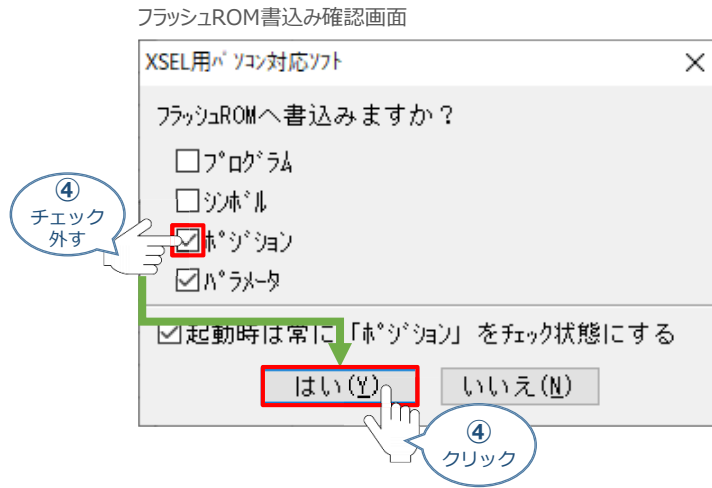 フラッシュROM書込み確認画面
XSEL用ﾊﾟｿｺﾝ対応ｿﾌﾄ
ﾌﾗｯｼｭROMへ書込みますか？
ﾌﾟﾛｸﾞﾗﾑ
ｼﾝﾎﾞﾙ
④
チェック
外す
ﾎﾟｼﾞｼｮﾝ
ﾊﾟﾗﾒｰﾀ
起動時は常に「ﾎﾟｼﾞｼｮﾝ」をﾁｪｯｸ状態にする
はい(Y)
いいえ(N)
④
クリック